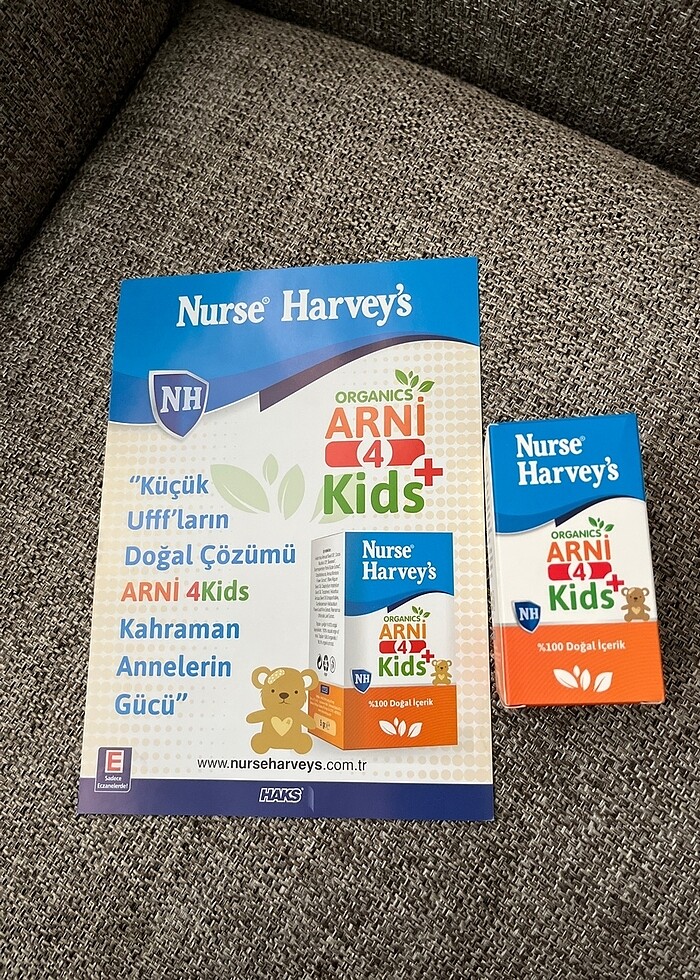 Nurse® Harvey's
NH
ORGANICS
ARNİ
4
Kids+
"Küçük
Ufff'ların
Doğal Çözümü
ARNİ 4Kids
Kahraman
Annelerin
Gücü"
Nurse®
Harvey's
ORGANICS
ARNİ
4
Kids+
NH
%100 Doğal İçerik
www.nurseharveys.com.tr
E
Sadece
Eczanelerde!
HAKS
Nurse®
Harvey's
ORGANICS
ARNİ
4
Kids+
NH
%100 Doğal İçerik